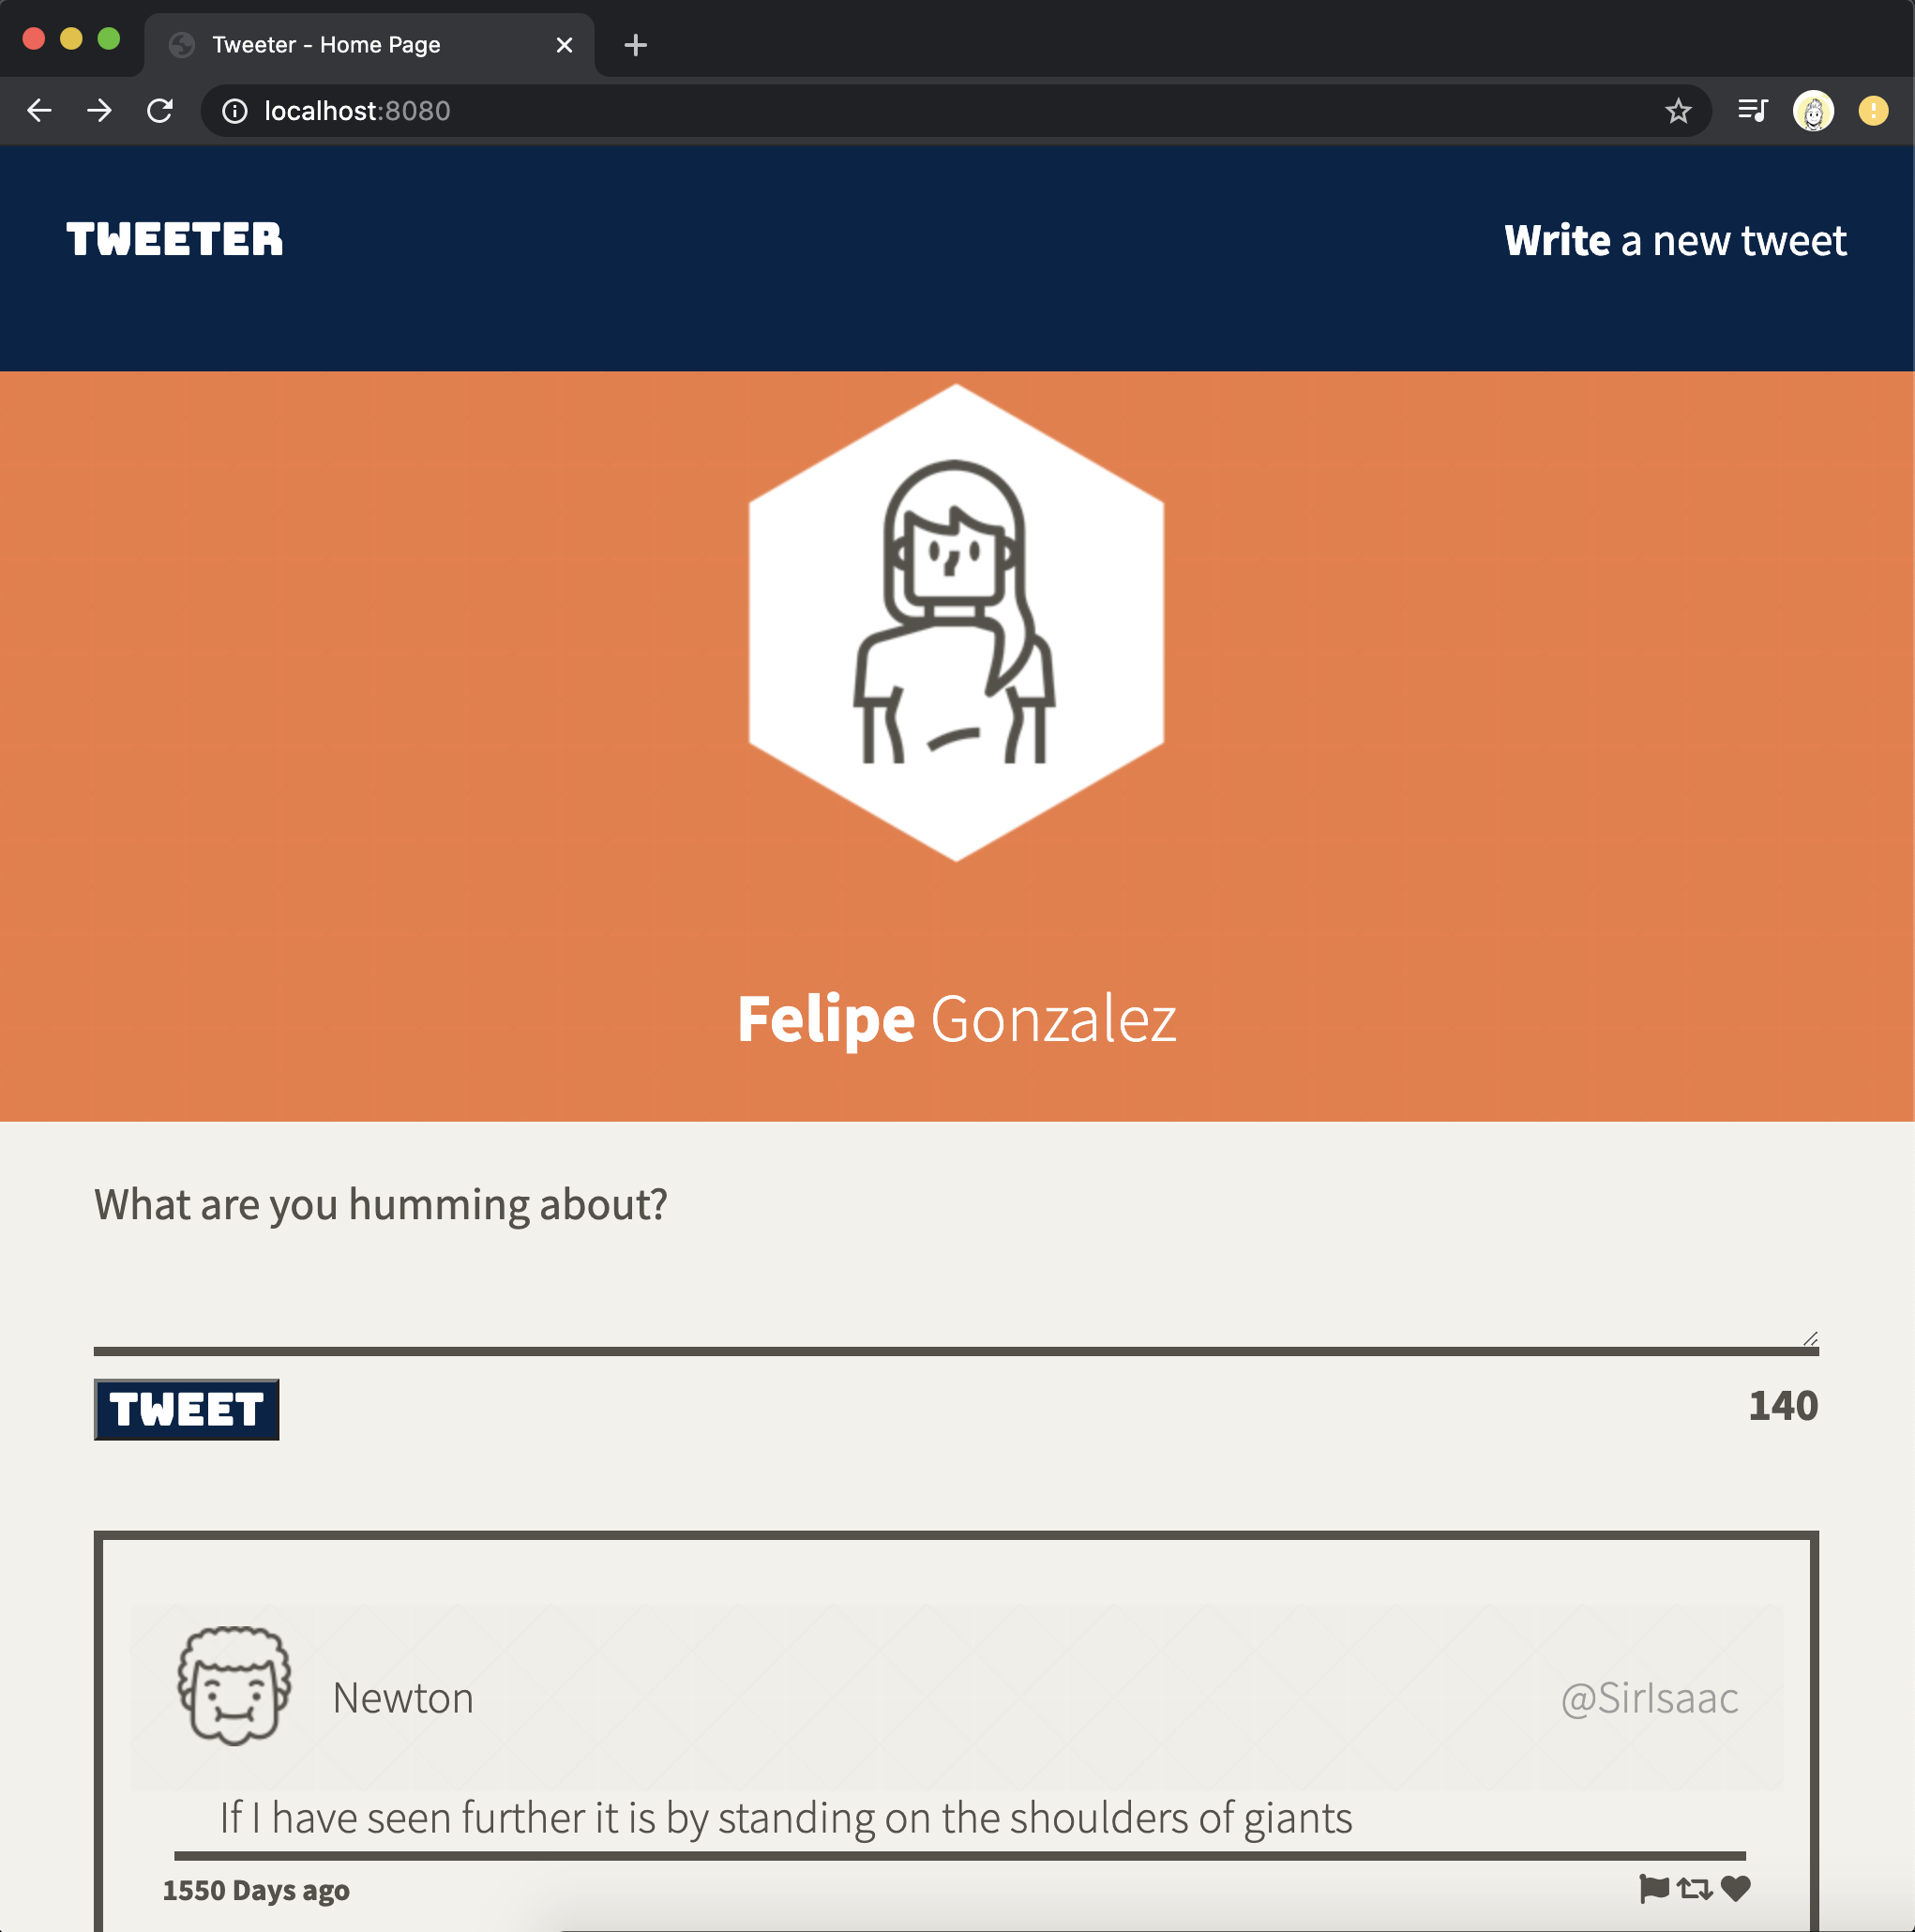 Tweeter - Home Page
localhost:8080
TWEETER
Write a new tweet
Felipe Gonzalez
What are you humming about?
TWEET
140
Newton
@SirIsaac
If I have seen further it is by standing on the shoulders of giants
1550 Days ago